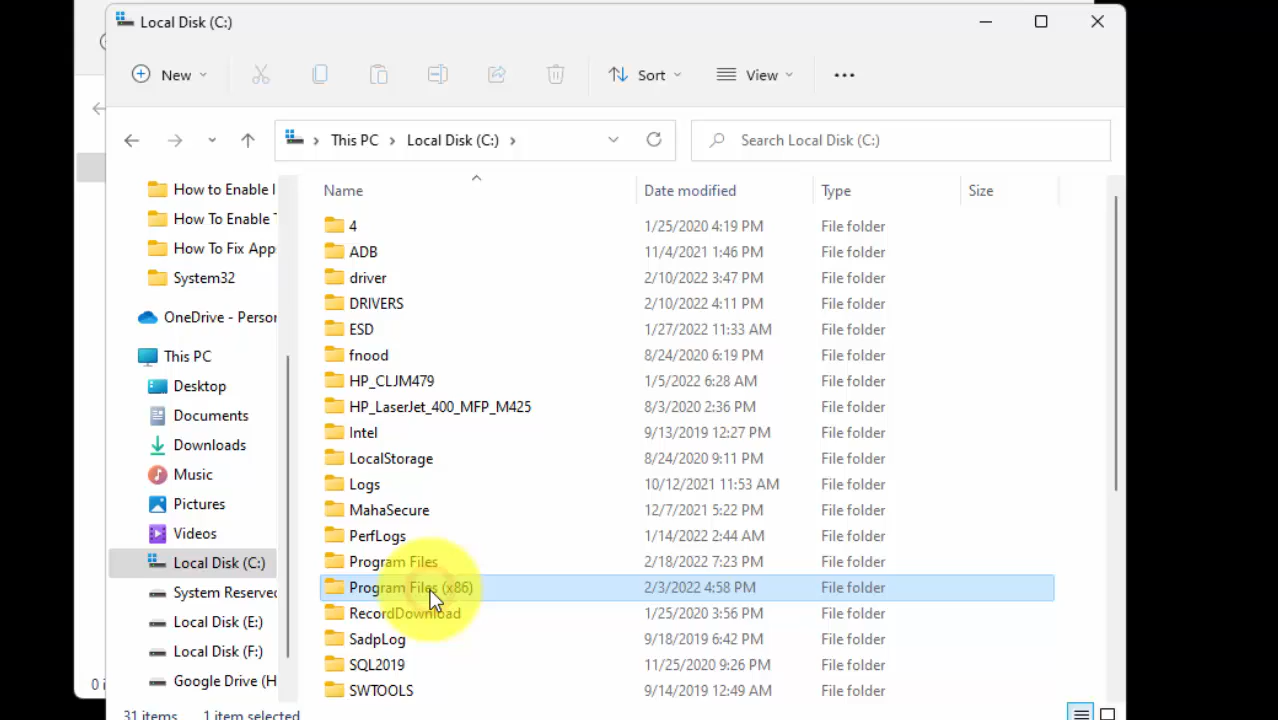 Local Disk (C:)
New
Sort
View
This PC
Local Disk (C:)
Search Local Disk (C:)
How to Enable I
How To Enable T
How To Fix App
System32
OneDrive - Person
This PC
Desktop
Documents
Downloads
Music
Pictures
Videos
Local Disk (C:)
System Reserved
Local Disk (E:)
Local Disk (F:)
Google Drive (H
Name Date modified Type Size
4 1/25/2020 4:19 PM File folder
ADB 11/4/2021 1:46 PM File folder
driver 2/10/2022 3:47 PM File folder
DRIVERS 2/10/2022 4:11 PM File folder
ESD 1/27/2022 11:33 AM File folder
fnood 8/24/2020 6:19 PM File folder
HP_CLJM479 1/5/2022 6:28 AM File folder
HP_LaserJet_400_MFP_M425 8/3/2020 2:36 PM File folder
Intel 9/13/2019 12:27 PM File folder
LocalStorage 8/24/2020 9:11 PM File folder
Logs 10/12/2021 11:53 AM File folder
MahaSecure 12/7/2021 5:22 PM File folder
PerfLogs 1/14/2022 2:44 AM File folder
Program Files 2/18/2022 7:23 PM File folder
Program Files (x86) 2/3/2022 4:58 PM File folder
RecordDownload 1/25/2020 3:56 PM File folder
SadpLog 9/18/2019 6:42 PM File folder
SQL2019 11/25/2020 9:26 PM File folder
SWTOOLS 9/14/2019 12:49 AM File folder
0 i
31 items 1 item selected